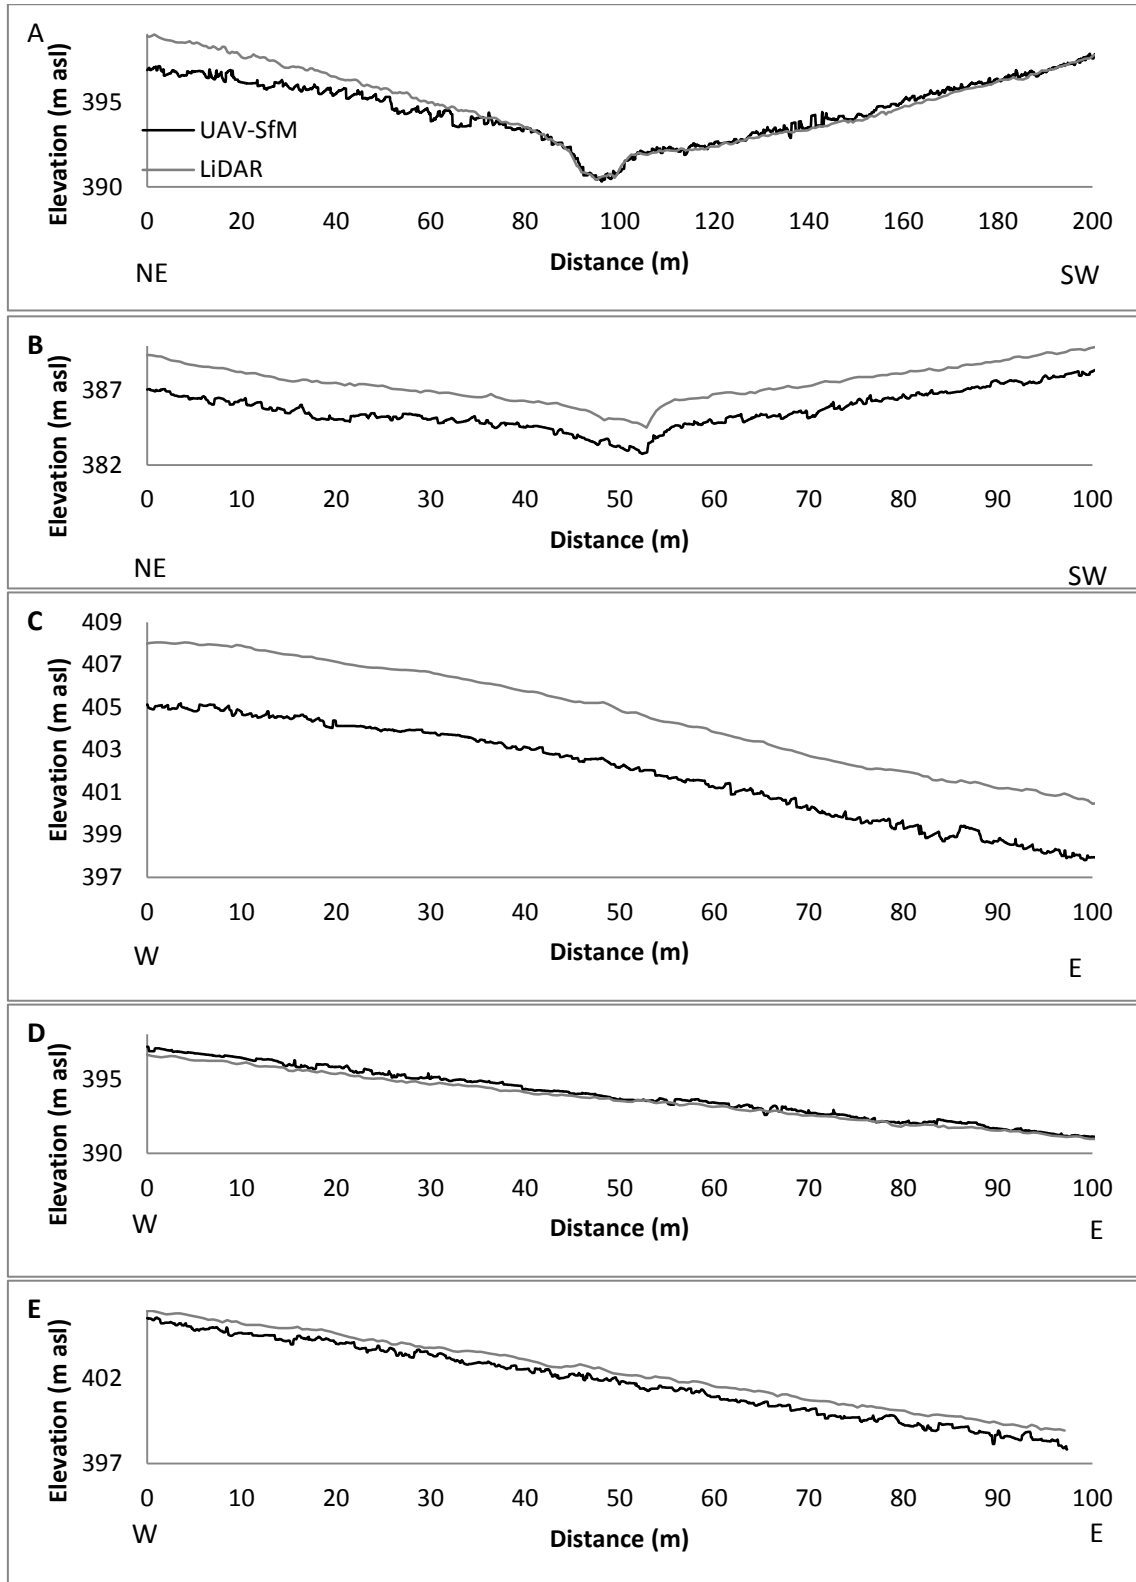 A
Elevation (m asl)
395
390
UAV-SfM
LiDAR
0 20 40 60 80 100 120 140 160 180 200
Distance (m)
NE
SW
B
Elevation (m asl)
387
382
0 10 20 30 40 50 60 70 80 90 100
Distance (m)
NE
SW
C
Elevation (m asl)
409
407
405
403
401
399
397
0 10 20 30 40 50 60 70 80 90 100
Distance (m)
W
E
D
Elevation (m asl)
395
390
0 10 20 30 40 50 60 70 80 90 100
Distance (m)
W
E
E
Elevation (m asl)
402
397
0 10 20 30 40 50 60 70 80 90 100
Distance (m)
W
E